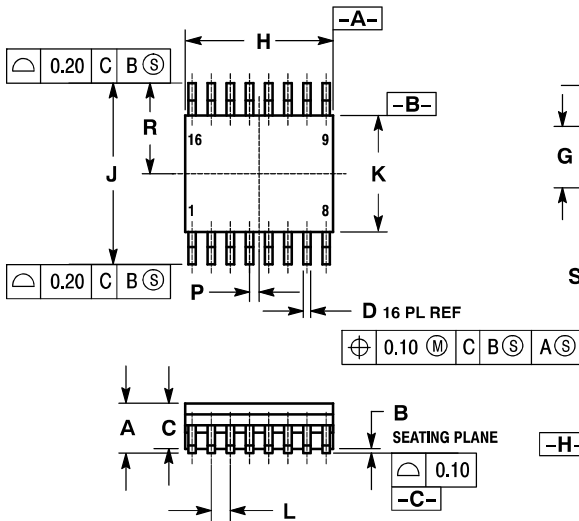 H
-A-
⌓ 0.20 C B Ⓢ
-B-
R
16
9
G
J
K
1
8
S
⌓ 0.20 C B Ⓢ
P
D 16 PL REF
⌖ 0.10 Ⓜ C B Ⓢ A Ⓢ
A
C
B
SEATING PLANE
-H-
⌓ 0.10
-C-
L